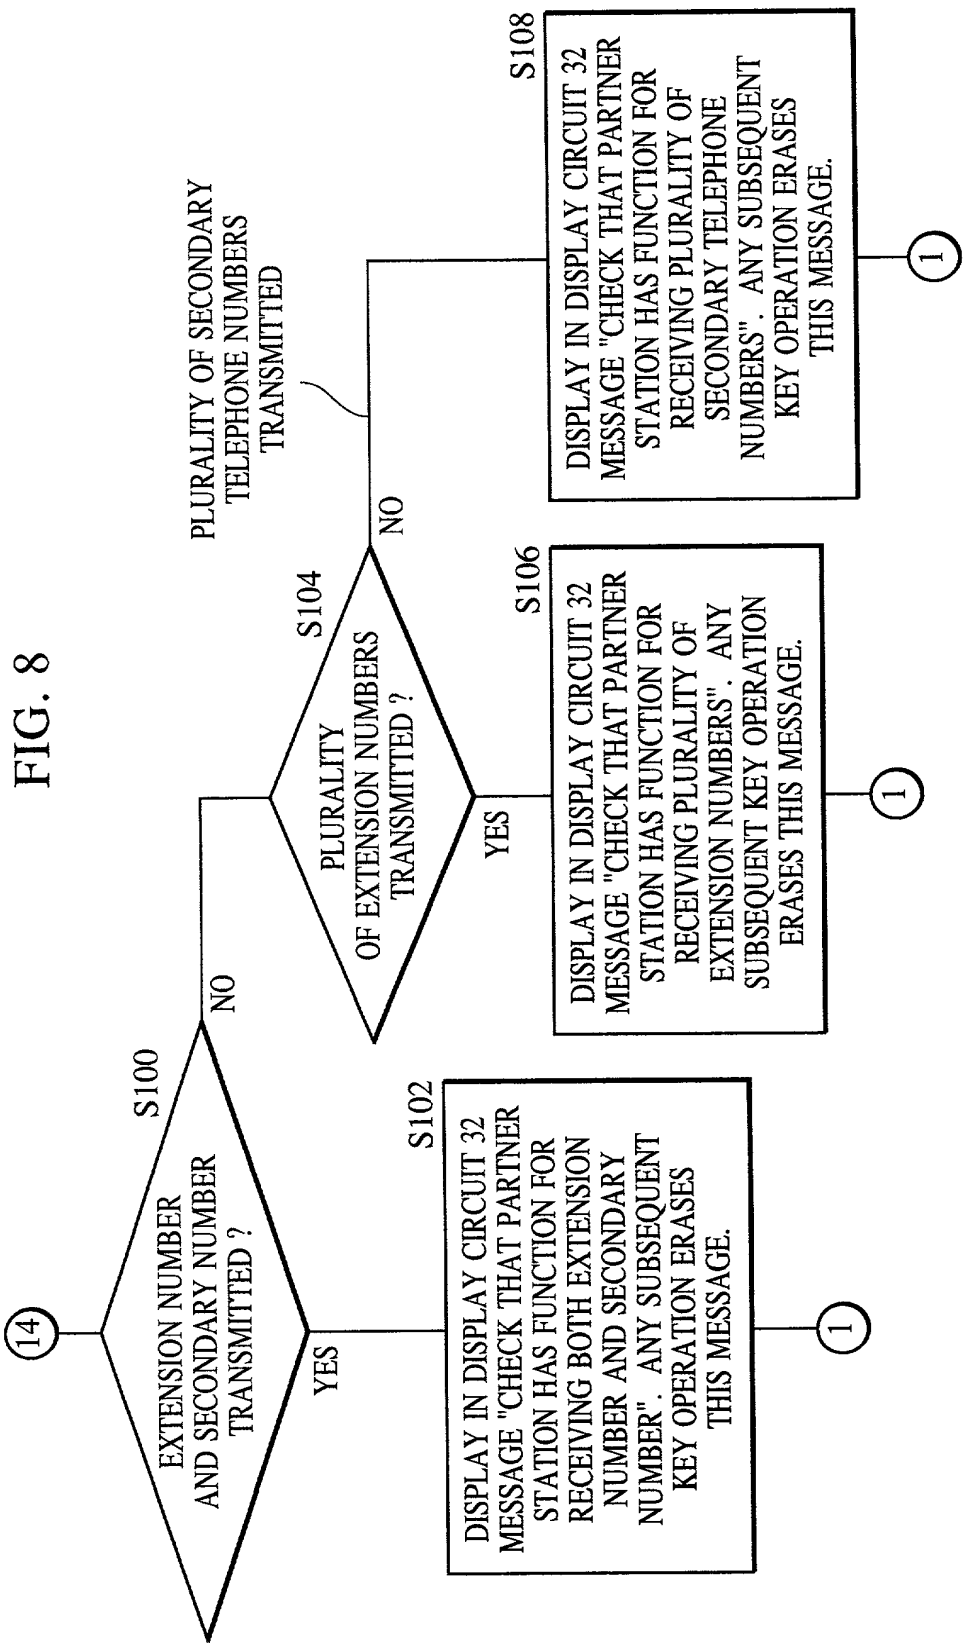 FIG. 8
14
S100
EXTENSION NUMBER
AND SECONDARY NUMBER
TRANSMITTED ?
NO
YES
S102
DISPLAY IN DISPLAY CIRCUIT 32
MESSAGE "CHECK THAT PARTNER
STATION HAS FUNCTION FOR
RECEIVING BOTH EXTENSION
NUMBER AND SECONDARY
NUMBER". ANY SUBSEQUENT
KEY OPERATION ERASES
THIS MESSAGE.
1
S104
PLURALITY
OF EXTENSION NUMBERS
TRANSMITTED ?
NO
YES
S106
DISPLAY IN DISPLAY CIRCUIT 32
MESSAGE "CHECK THAT PARTNER
STATION HAS FUNCTION FOR
RECEIVING PLURALITY OF
EXTENSION NUMBERS". ANY
SUBSEQUENT KEY OPERATION
ERASES THIS MESSAGE.
1
PLURALITY OF SECONDARY
TELEPHONE NUMBERS
TRANSMITTED
S108
DISPLAY IN DISPLAY CIRCUIT 32
MESSAGE "CHECK THAT PARTNER
STATION HAS FUNCTION FOR
RECEIVING PLURALITY OF
SECONDARY TELEPHONE
NUMBERS". ANY SUBSEQUENT
KEY OPERATION ERASES
THIS MESSAGE.
1